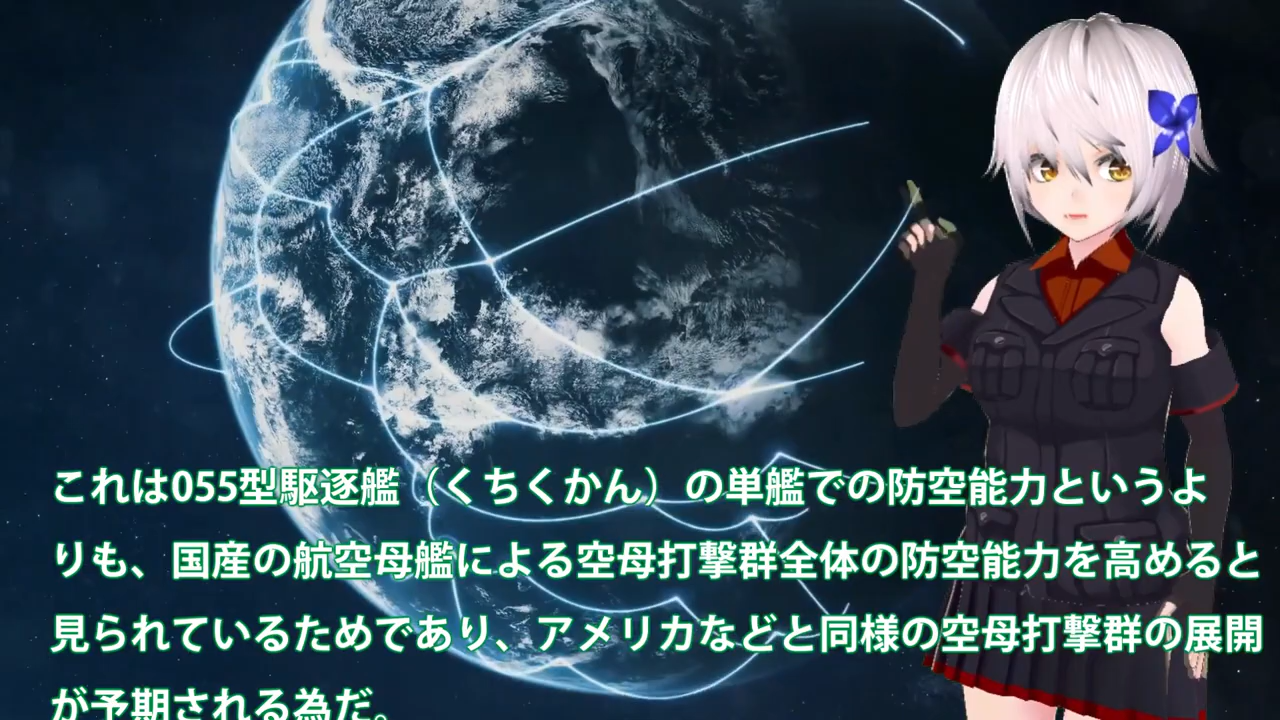 これは055型駆逐艦（くちくかん）の単艦での防空能力というよ
りも、国産の航空母艦による空母打撃群全体の防空能力を高めると
見られているためであり、アメリカなどと同様の空母打撃群の展開
が予期される為だ。